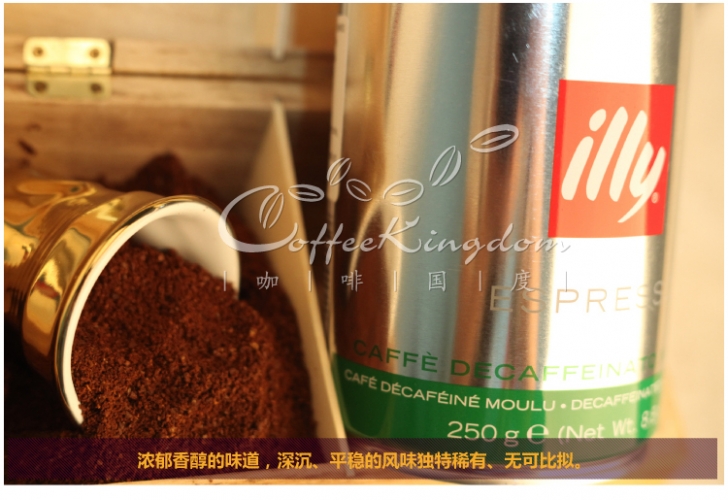 illy
CoffeeKingdom
咖啡国度
ESPRESS
CAFFÈ DECAFFEINAT
CAFÉ DÉCAFÉINÉ MOULU • DECAFFEINAT
250 g e (Net Wt. 8
浓郁香醇的味道，深沉、平稳的风味独特稀有、无可比拟。